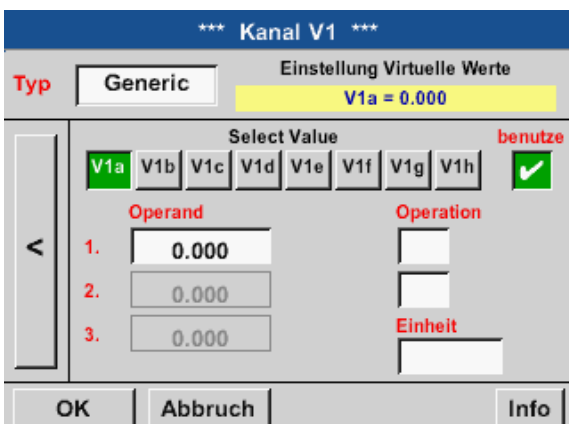 *** Kanal V1 ***
Typ Generic Einstellung Virtuelle Werte
V1a = 0.000
Select Value benutze
V1a V1b V1c V1d V1e V1f V1g V1h
Operand Operation
< 1. 0.000
2. 0.000
3. 0.000 Einheit
OK Abbruch Info